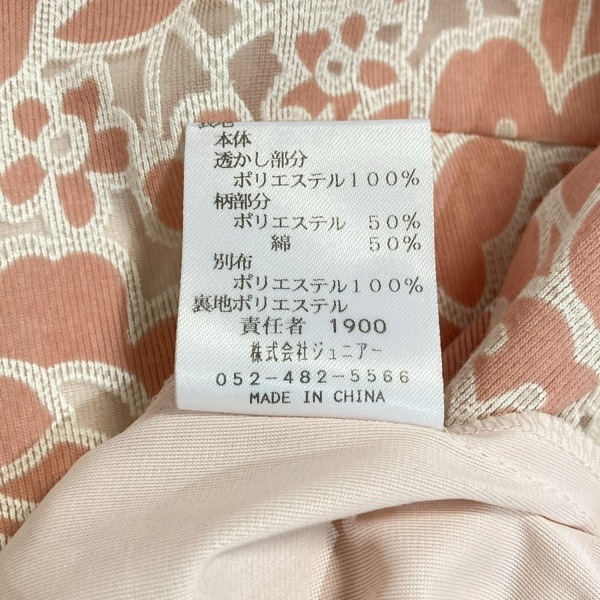 裏地
本体
透かし部分
ポリエステル100%
柄部分
ポリエステル 50%
綿 50%
別布
ポリエステル100%
裏地ポリエステル
責任者 1900
株式会社ジュニアー
052-482-5566
MADE IN CHINA